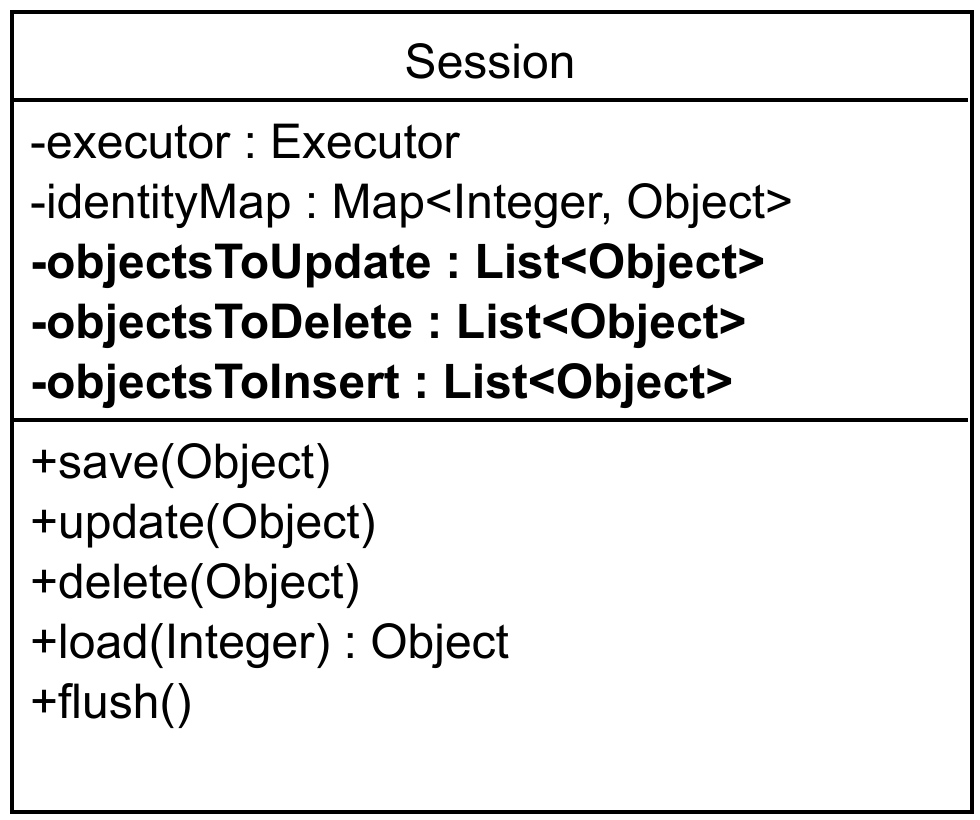 Session
-executor : Executor
-identityMap : Map<Integer, Object>
-objectsToUpdate : List<Object>
-objectsToDelete : List<Object>
-objectsToInsert : List<Object>
+save(Object)
+update(Object)
+delete(Object)
+load(Integer) : Object
+flush()